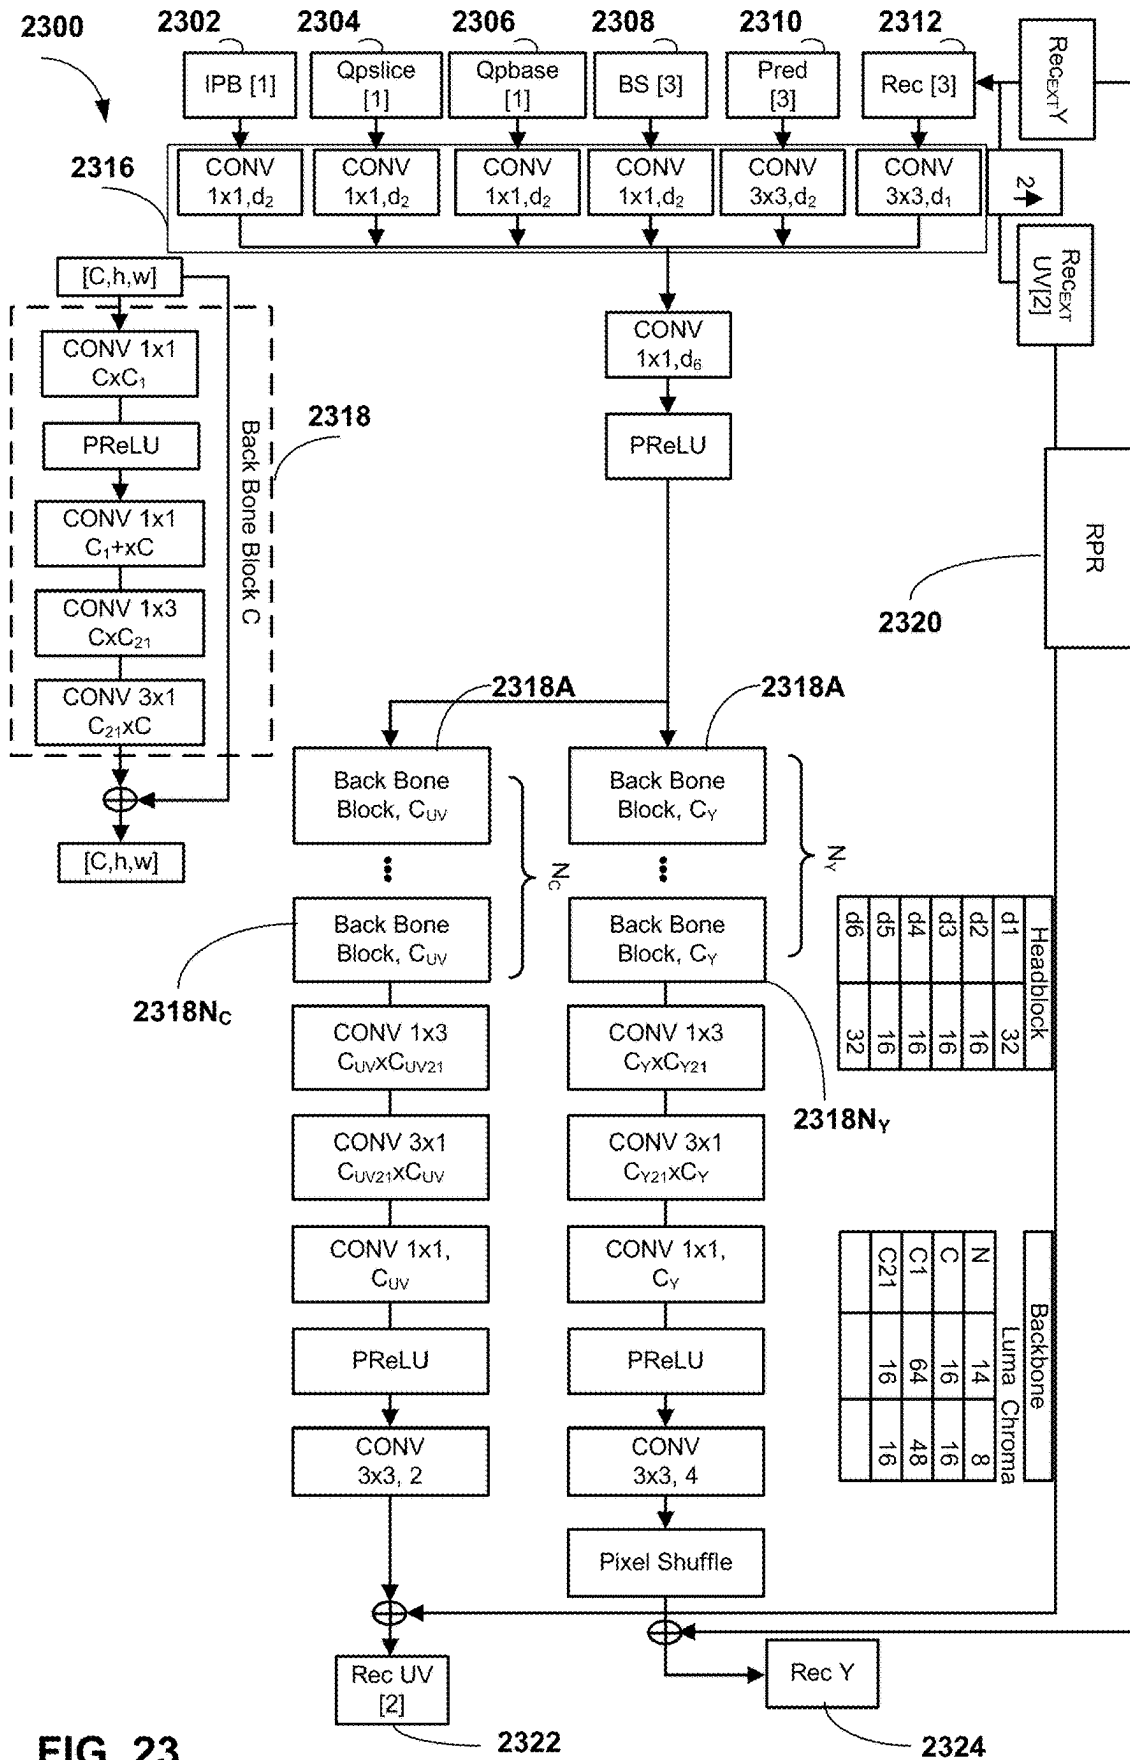 2300
2302
2304
2306
2308
2310
2312
IPB [1]
Qpslice
[1]
Qpbase
[1]
BS [3]
Pred
[3]
Rec [3]
RecEXTY
2316
CONV
1x1,d2
CONV
1x1,d2
CONV
1x1,d2
CONV
1x1,d2
CONV
3x3,d2
CONV
3x3,d1
2
RecEXT
UV[2]
[C,h,w]
CONV 1x1
CxC1
PReLU
CONV 1x1
C1+xC
CONV 1x3
CxC21
CONV 3x1
C21xC
Back Bone Block C
2318
[C,h,w]
CONV
1x1,d6
PReLU
RPR
2320
2318A
2318A
Back Bone
Block, CUV
Back Bone
Block, CY
NC
NY
Back Bone
Block, CUV
Back Bone
Block, CY
2318NC
2318NY
CONV 1x3
CUVxCUV21
CONV 1x3
CYxCY21
CONV 3x1
CUV21xCUV
CONV 3x1
CY21xCY
CONV 1x1,
CUV
CONV 1x1,
CY
PReLU
PReLU
CONV
3x3, 2
CONV
3x3, 4
Pixel Shuffle
Headblock
d1 32
d2 16
d3 16
d4 16
d5 16
d6 32
Backbone
Luma Chroma
N 14 8
C 16 16
C1 64 48
C21 16 16
Rec UV
[2]
Rec Y
2322
2324
FIG. 23